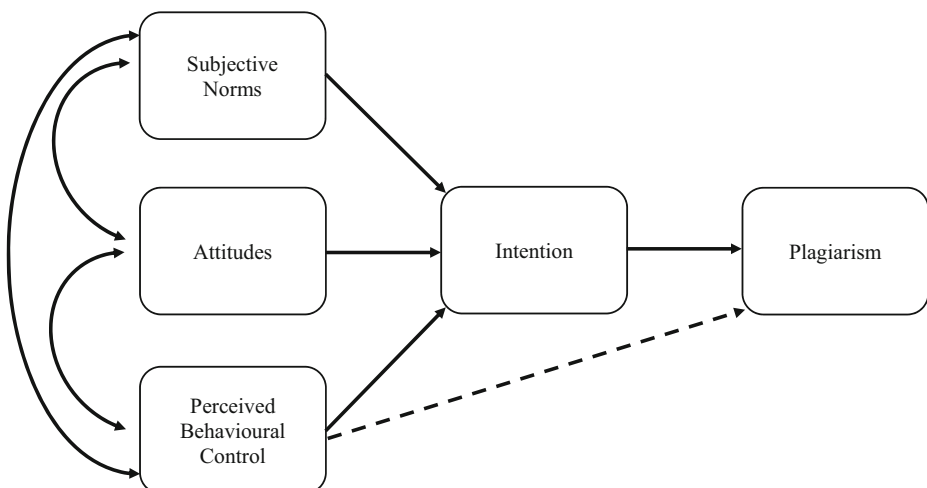 Subjective
Norms
Attitudes
Intention
Plagiarism
Perceived
Behavioural
Control